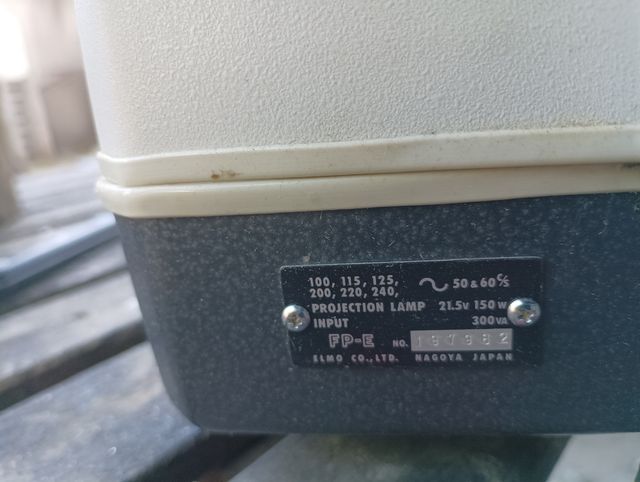 100, 115, 125,
200, 220, 240, 50 & 60 c/s
PROJECTION LAMP 21.5V 150W
INPUT 300VA
FP-E NO. 197982
ELMO CO., LTD. NAGOYA JAPAN